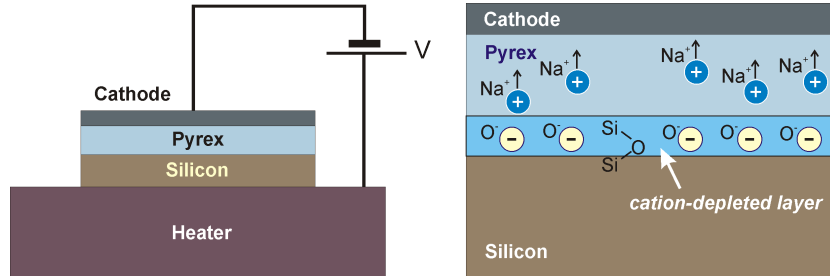 Cathode
Pyrex
Silicon
Heater
V
Cathode
Pyrex
Na⁺ Na⁺ Na⁺ Na⁺ Na⁺
+ + + + +
O⁻ O⁻ Si O⁻ O⁻ O⁻
− − O − − −
Si
cation-depleted layer
Silicon